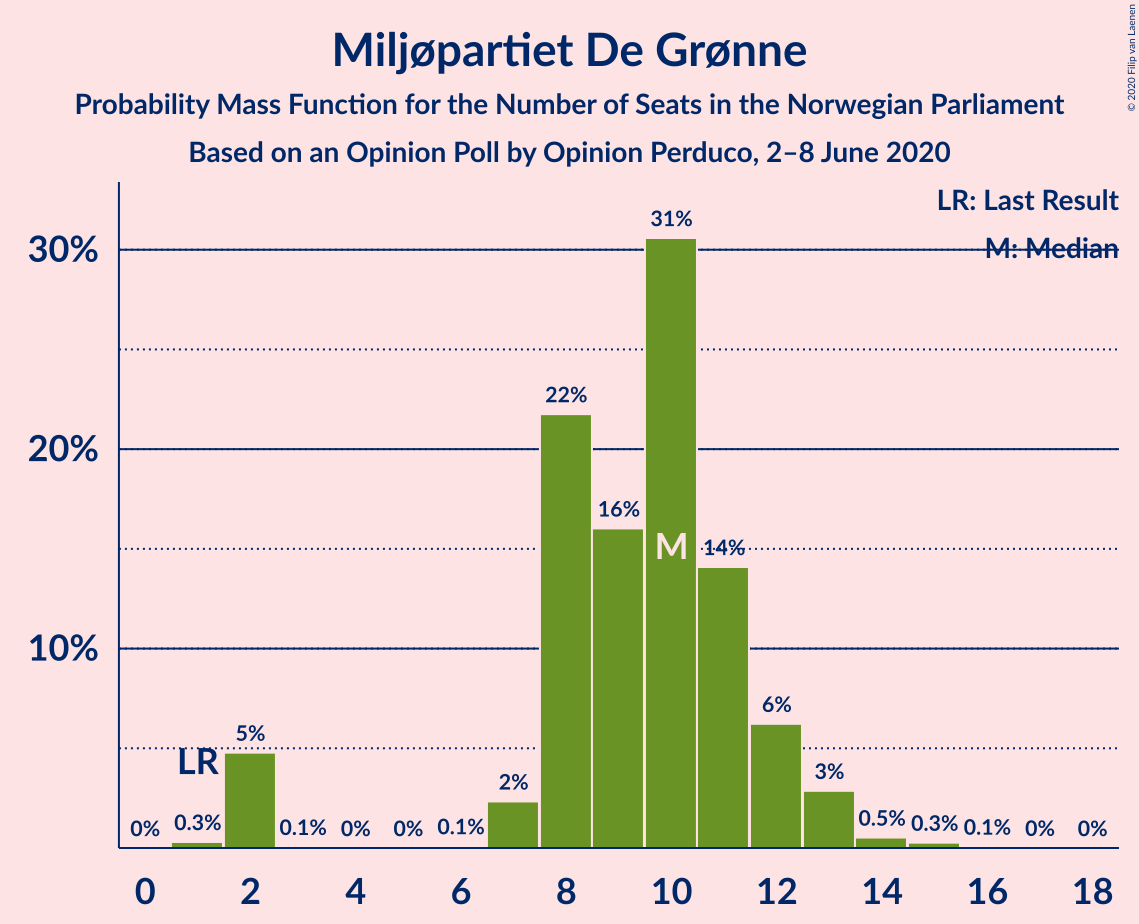 Miljøpartiet De Grønne
Probability Mass Function for the Number of Seats in the Norwegian Parliament
Based on an Opinion Poll by Opinion Perduco, 2–8 June 2020
© 2020 Filip van Laenen
LR: Last Result
M: Median
30%
20%
10%
0%
0.3%
LR
5%
0.1%
0%
0%
0.1%
2%
22%
16%
31%
M
14%
6%
3%
0.5%
0.3%
0.1%
0%
0%
0 2 4 6 8 10 12 14 16 18